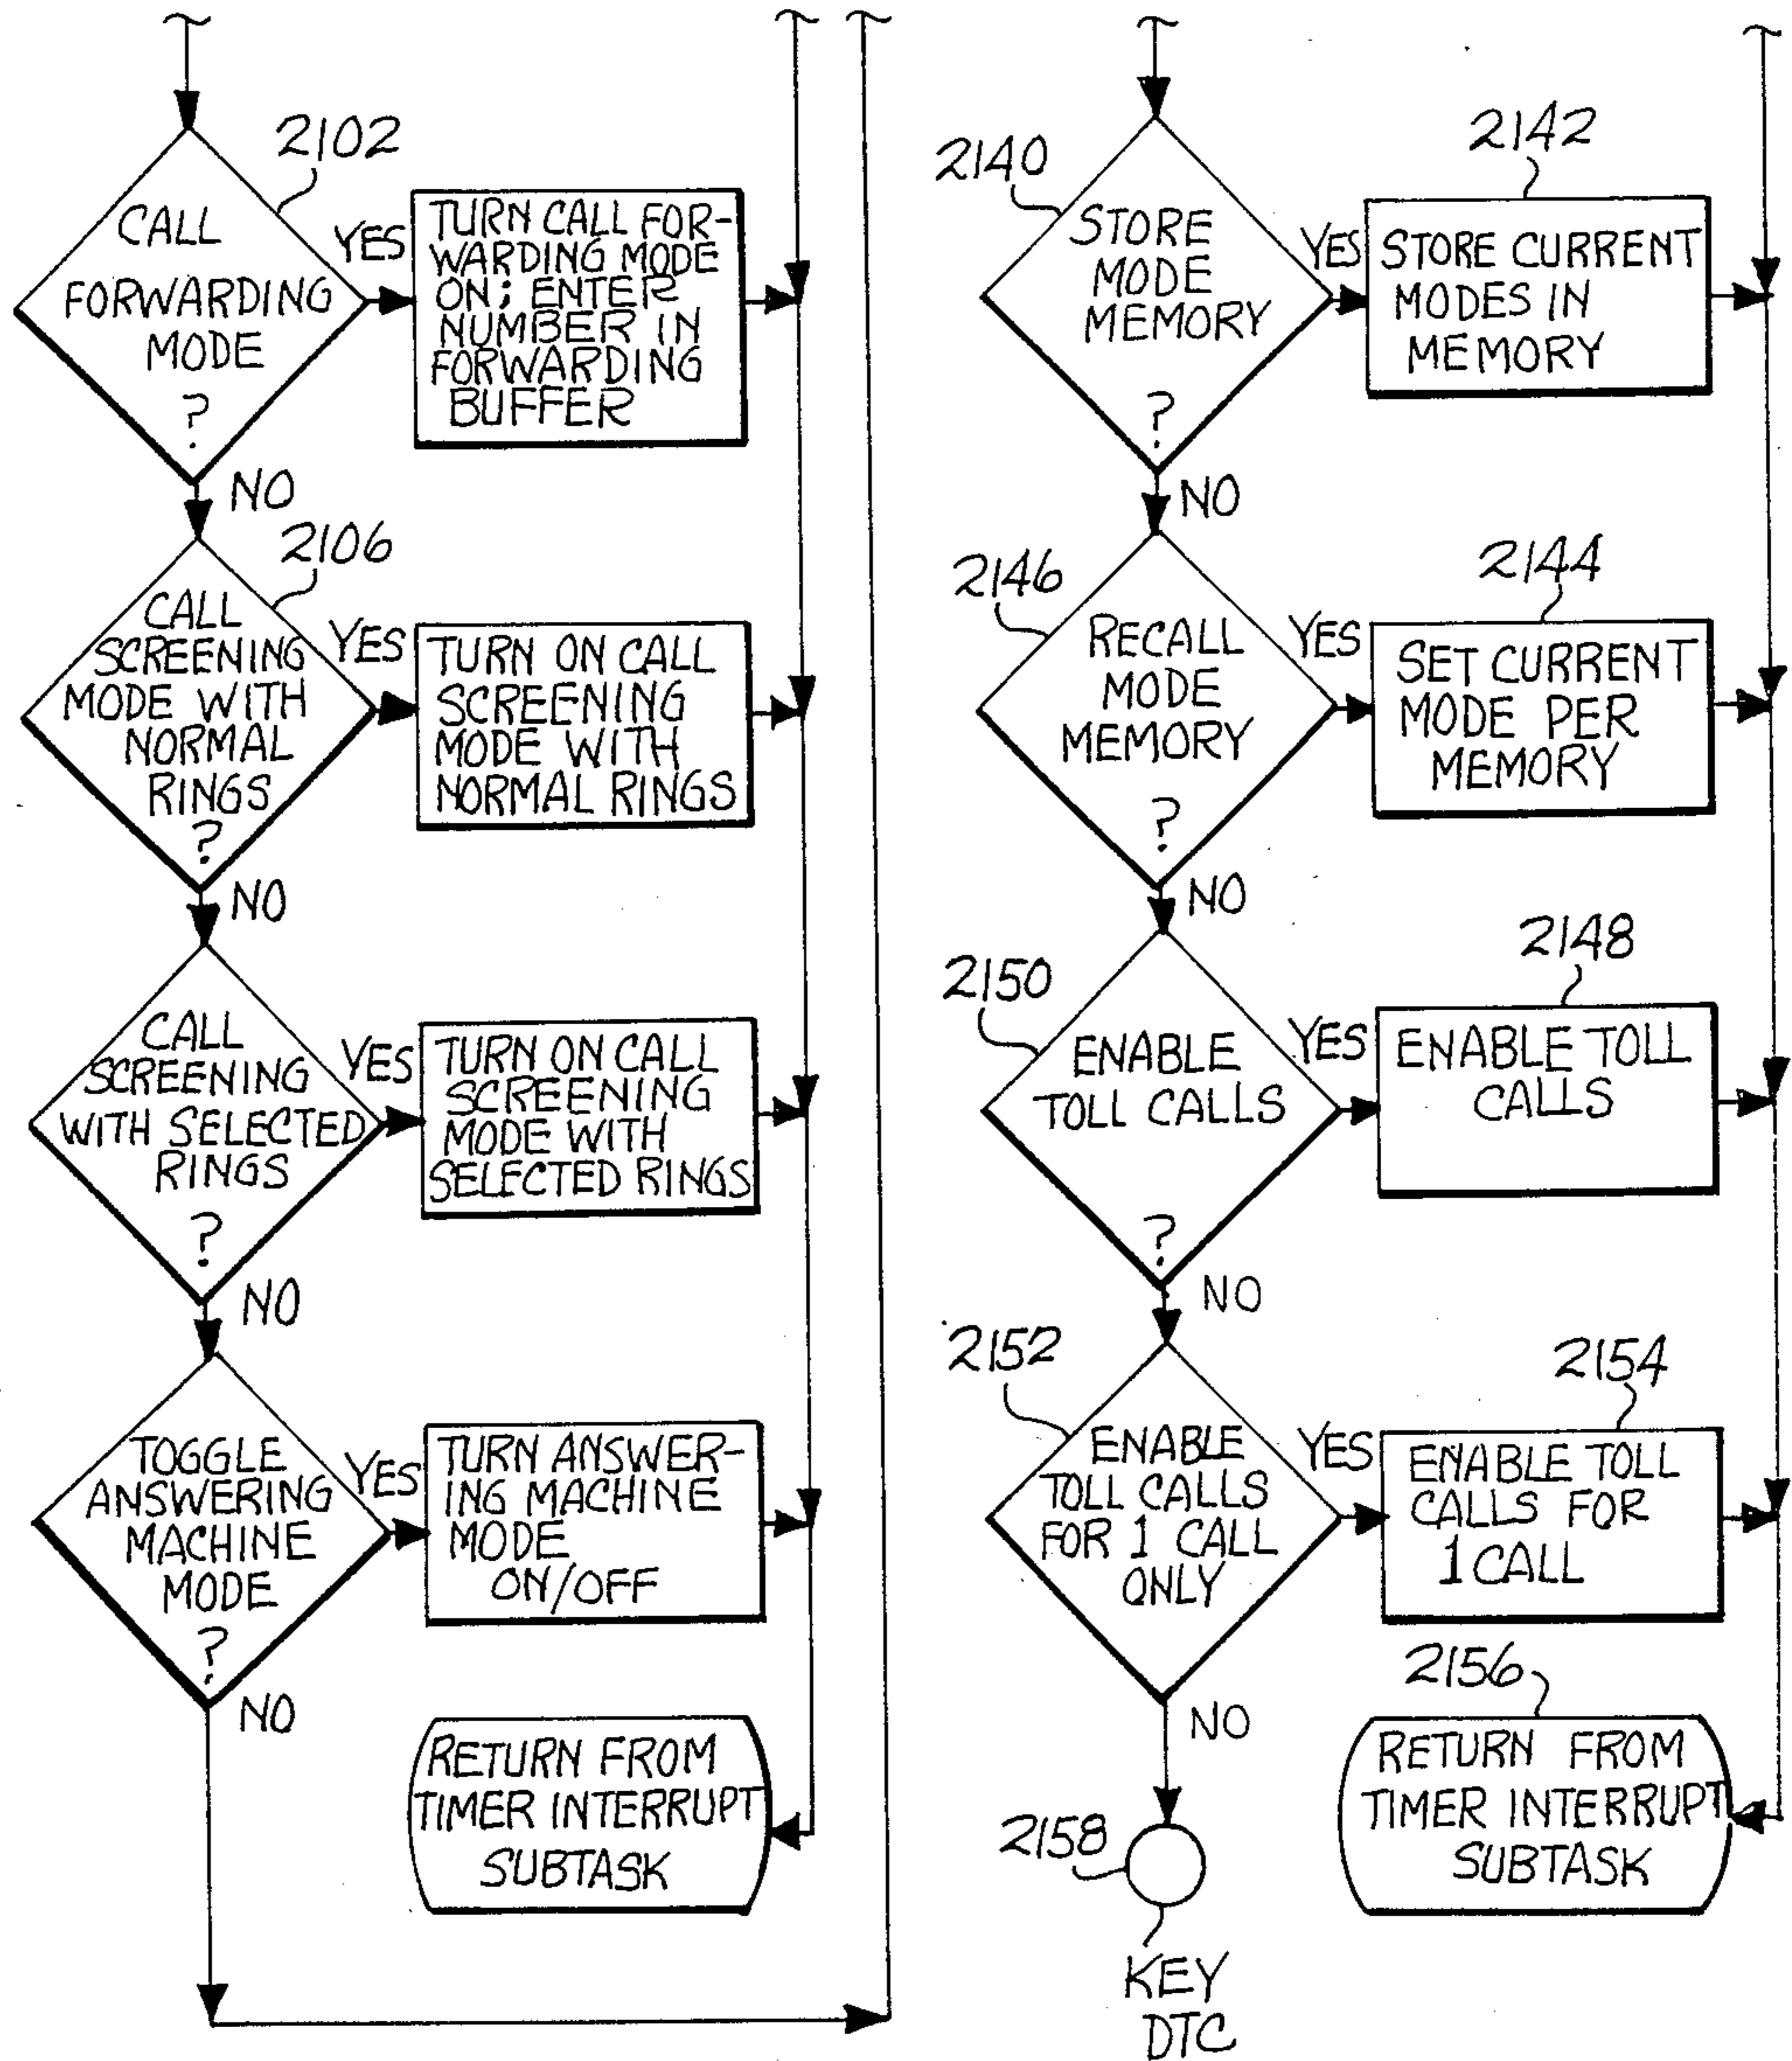 2102
CALL
FORWARDING
MODE
?
YES
TURN CALL FOR-
WARDING MODE
ON; ENTER
NUMBER IN
FORWARDING
BUFFER
NO
2106
CALL
SCREENING
MODE WITH
NORMAL
RINGS
?
YES
TURN ON CALL
SCREENING
MODE WITH
NORMAL RINGS
NO
CALL
SCREENING
WITH SELECTED
RINGS
?
YES
TURN ON CALL
SCREENING
MODE WITH
SELECTED RINGS
NO
TOGGLE
ANSWERING
MACHINE
MODE
?
YES
TURN ANSWER-
ING MACHINE
MODE
ON/OFF
NO
RETURN FROM
TIMER INTERRUPT
SUBTASK
2140
STORE
MODE
MEMORY
?
YES
2142
STORE CURRENT
MODES IN
MEMORY
NO
2146
RECALL
MODE
MEMORY
?
YES
2144
SET CURRENT
MODE PER
MEMORY
NO
2150
ENABLE
TOLL CALLS
?
YES
2148
ENABLE TOLL
CALLS
NO
2152
ENABLE
TOLL CALLS
FOR 1 CALL
ONLY
YES
2154
ENABLE TOLL
CALLS FOR
1 CALL
NO
2156
RETURN FROM
TIMER INTERRUPT
SUBTASK
2158
KEY
DTC